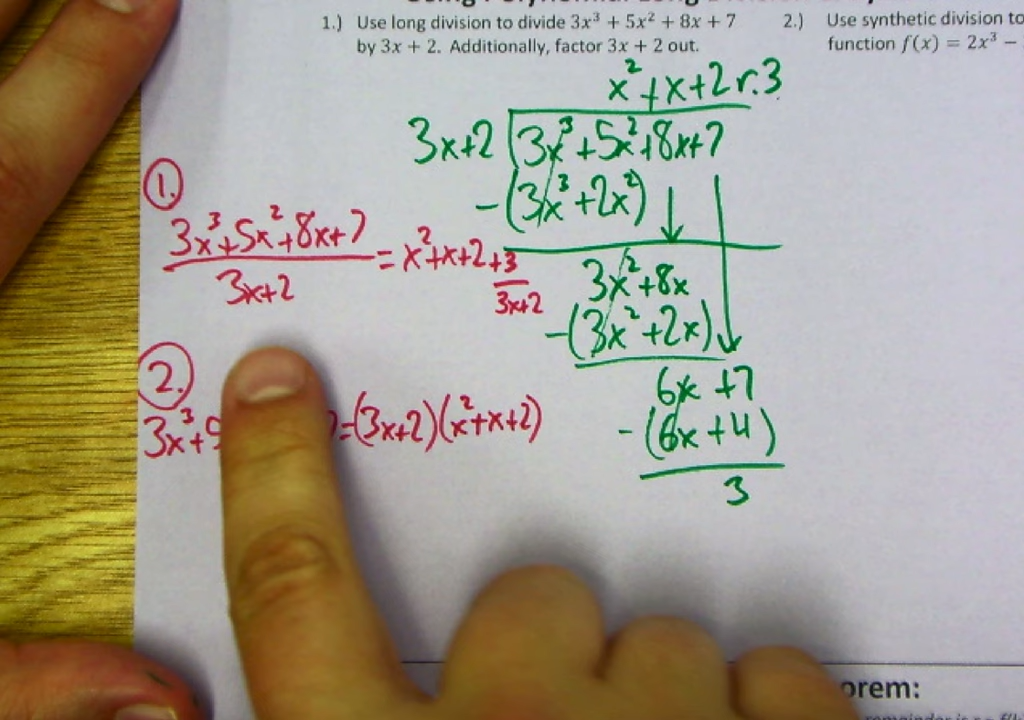 1.) Use long division to divide 3x³ + 5x² + 8x + 7
by 3x + 2. Additionally, factor 3x + 2 out.
2.) Use synthetic division to
function f(x) = 2x³ −
x² + x + 2 r. 3
3x+2 3x³ + 5x² + 8x + 7
− (3x³ + 2x²)
3x² + 8x
− (3x² + 2x)
6x + 7
− (6x + 4)
3
1.
3x³ + 5x² + 8x + 7
3x + 2
= x² + x + 2 + 3
3x+2
2.
3x³ +
= (3x+2)(x² + x + 2)
orem: